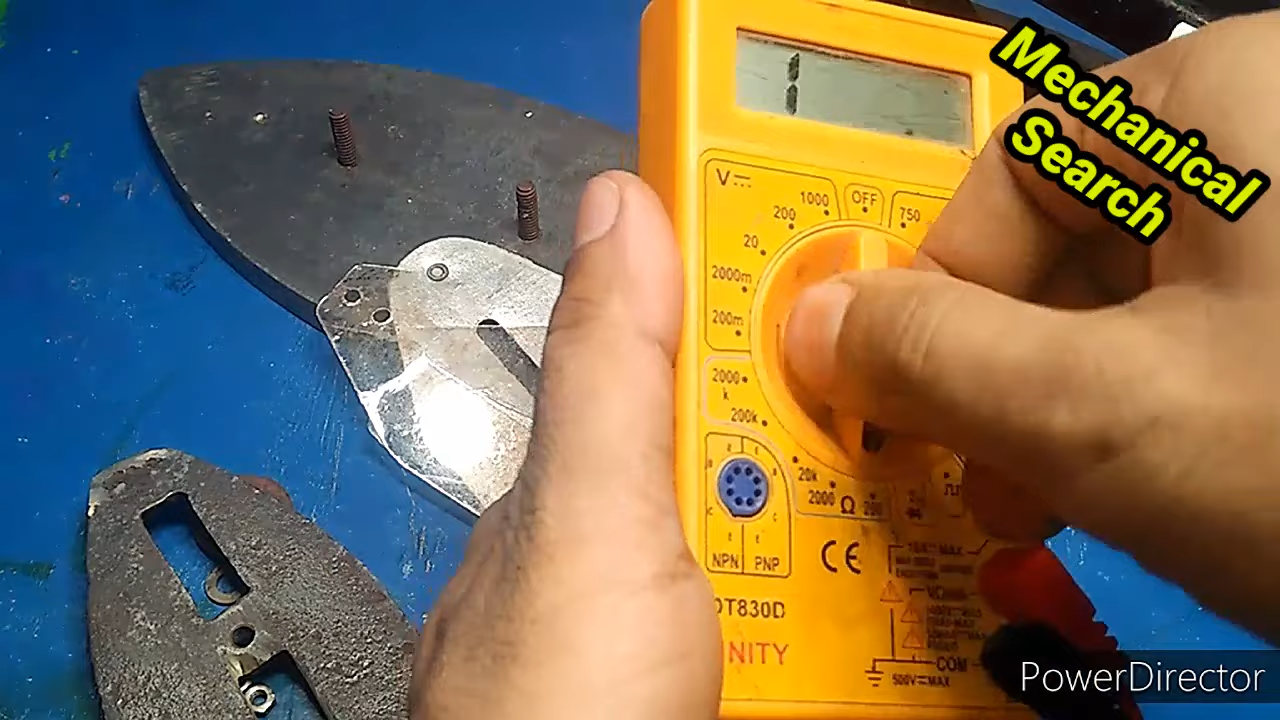 Mechanical
Search
1
V
OFF
1000
750
200
20
2000m
200m
2000
k
200k
20k
2000 Ω 200
NPN PNP
CE
DT830D
NITY
COM
500V MAX
PowerDirector